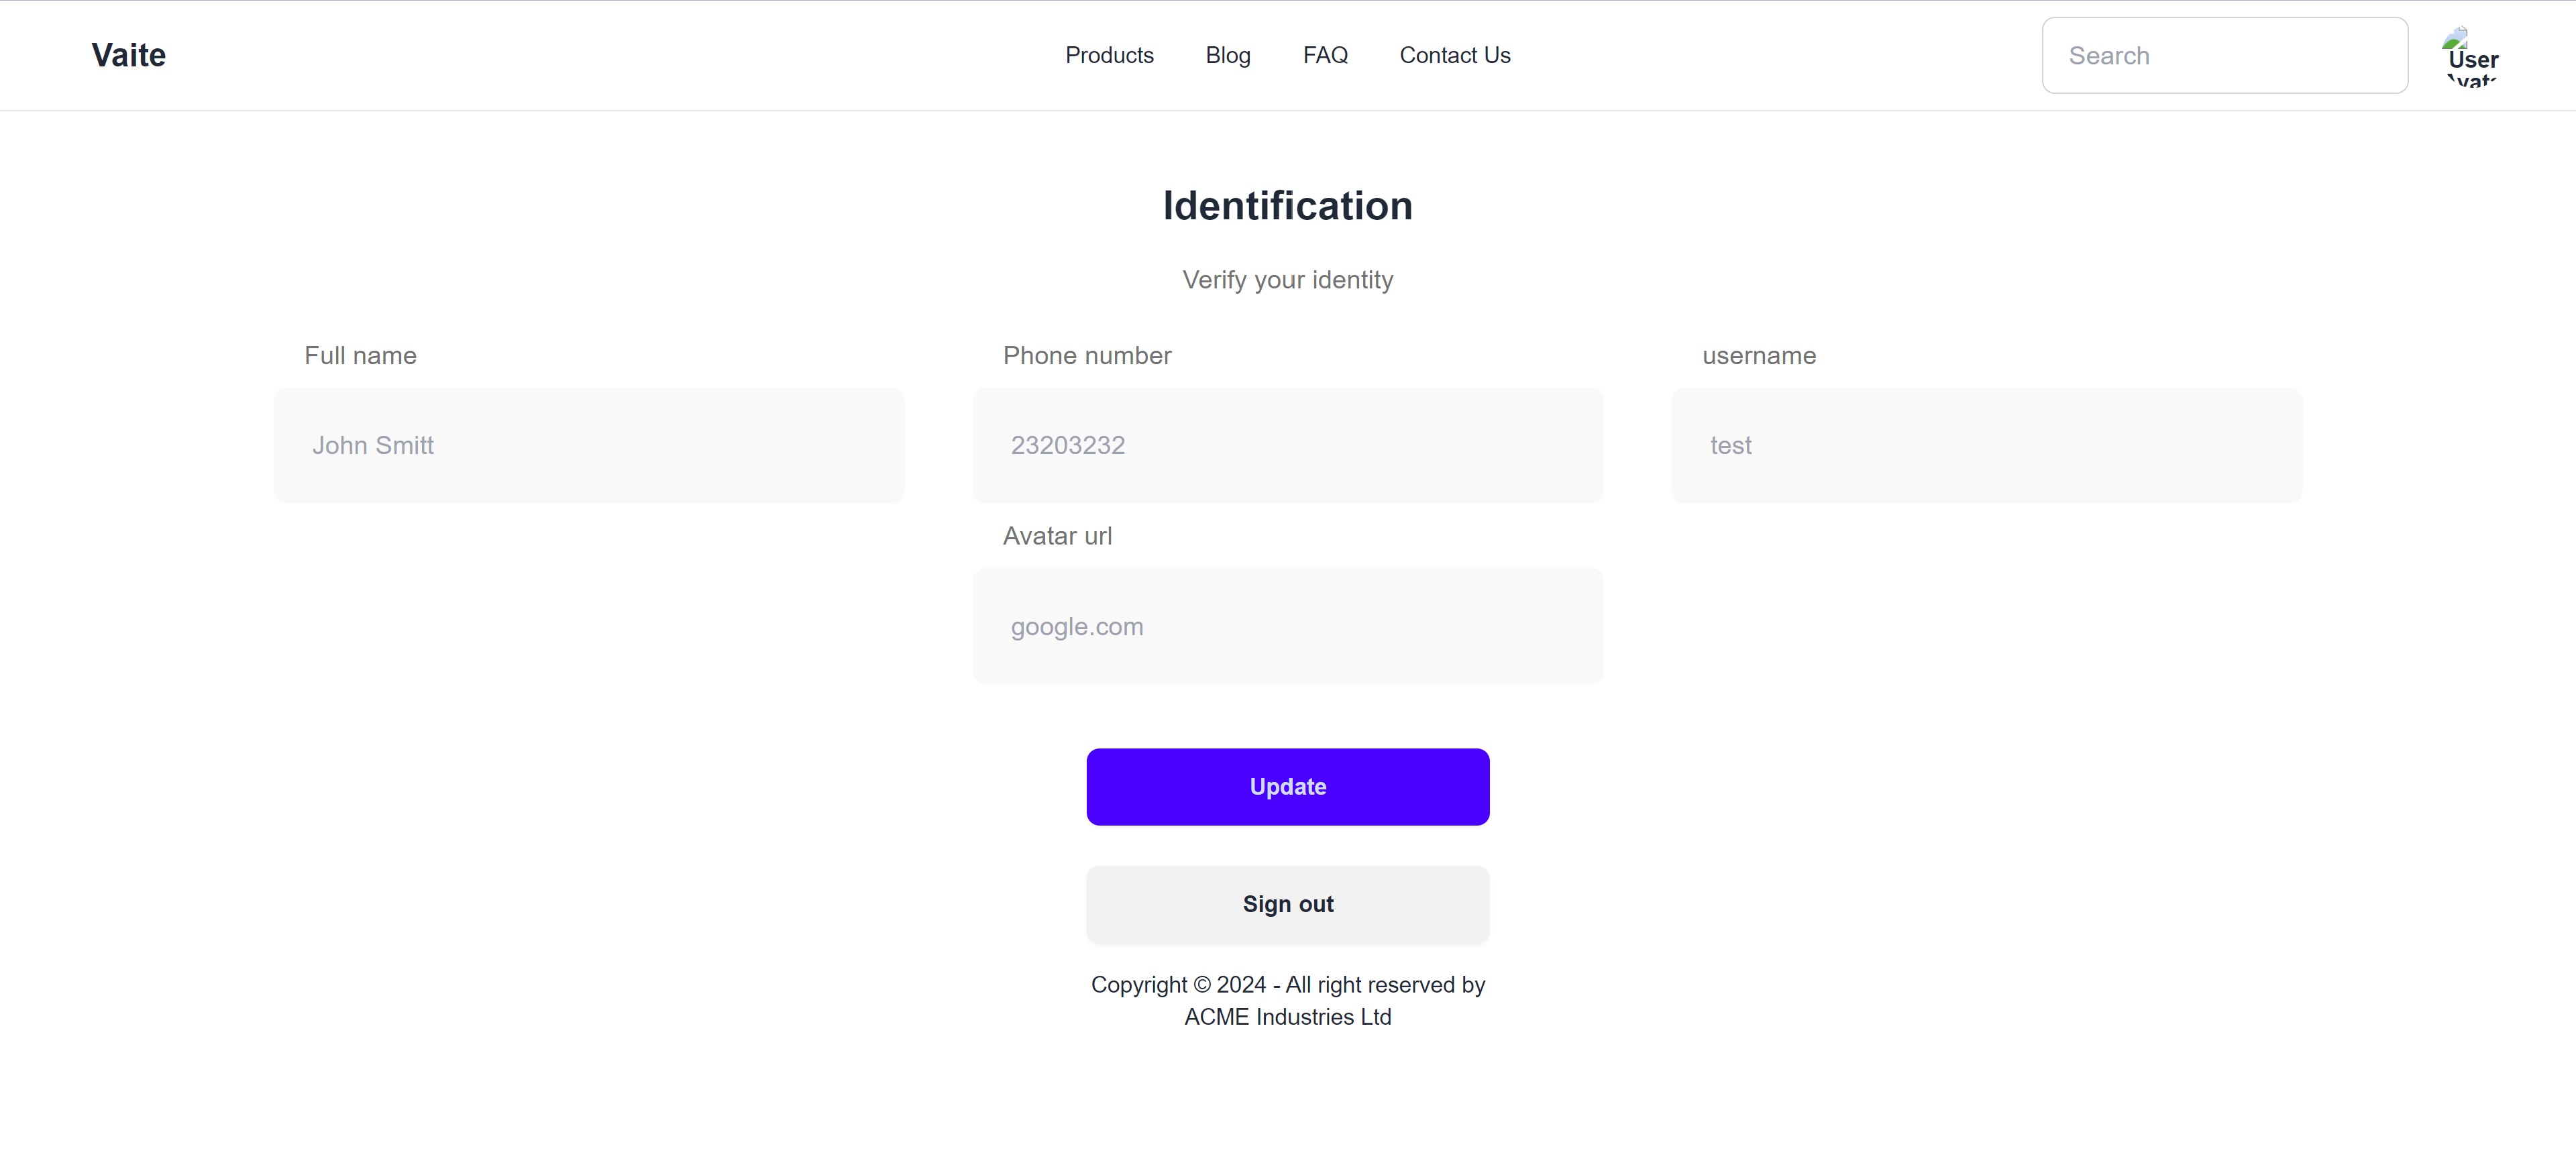 Vaite
Products Blog FAQ Contact Us
Search
User
Identification
Verify your identity
Full name
John Smitt
Phone number
23203232
username
test
Avatar url
google.com
Update
Sign out
Copyright © 2024 - All right reserved by
ACME Industries Ltd